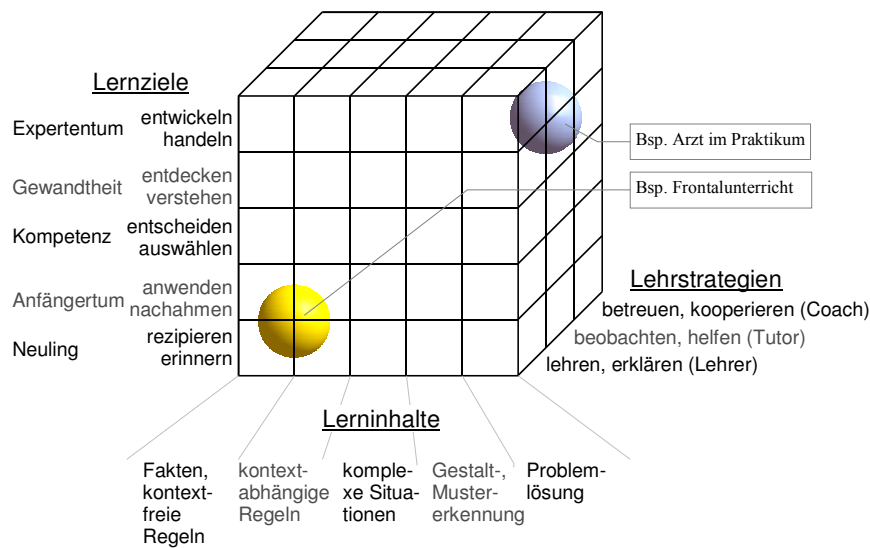 Lernziele
Expertentum
entwickeln
handeln
Gewandtheit
entdecken
verstehen
Kompetenz
entscheiden
auswählen
Anfängertum
anwenden
nachahmen
Neuling
rezipieren
erinnern
Bsp. Arzt im Praktikum
Bsp. Frontalunterricht
Lehrstrategien
betreuen, kooperieren (Coach)
beobachten, helfen (Tutor)
lehren, erklären (Lehrer)
Lerninhalte
Fakten,
kontext-
freie
Regeln
kontext-
abhängige
Regeln
komple-
xe Situa-
tionen
Gestalt-,
Muster-
erkennung
Problem-
lösung